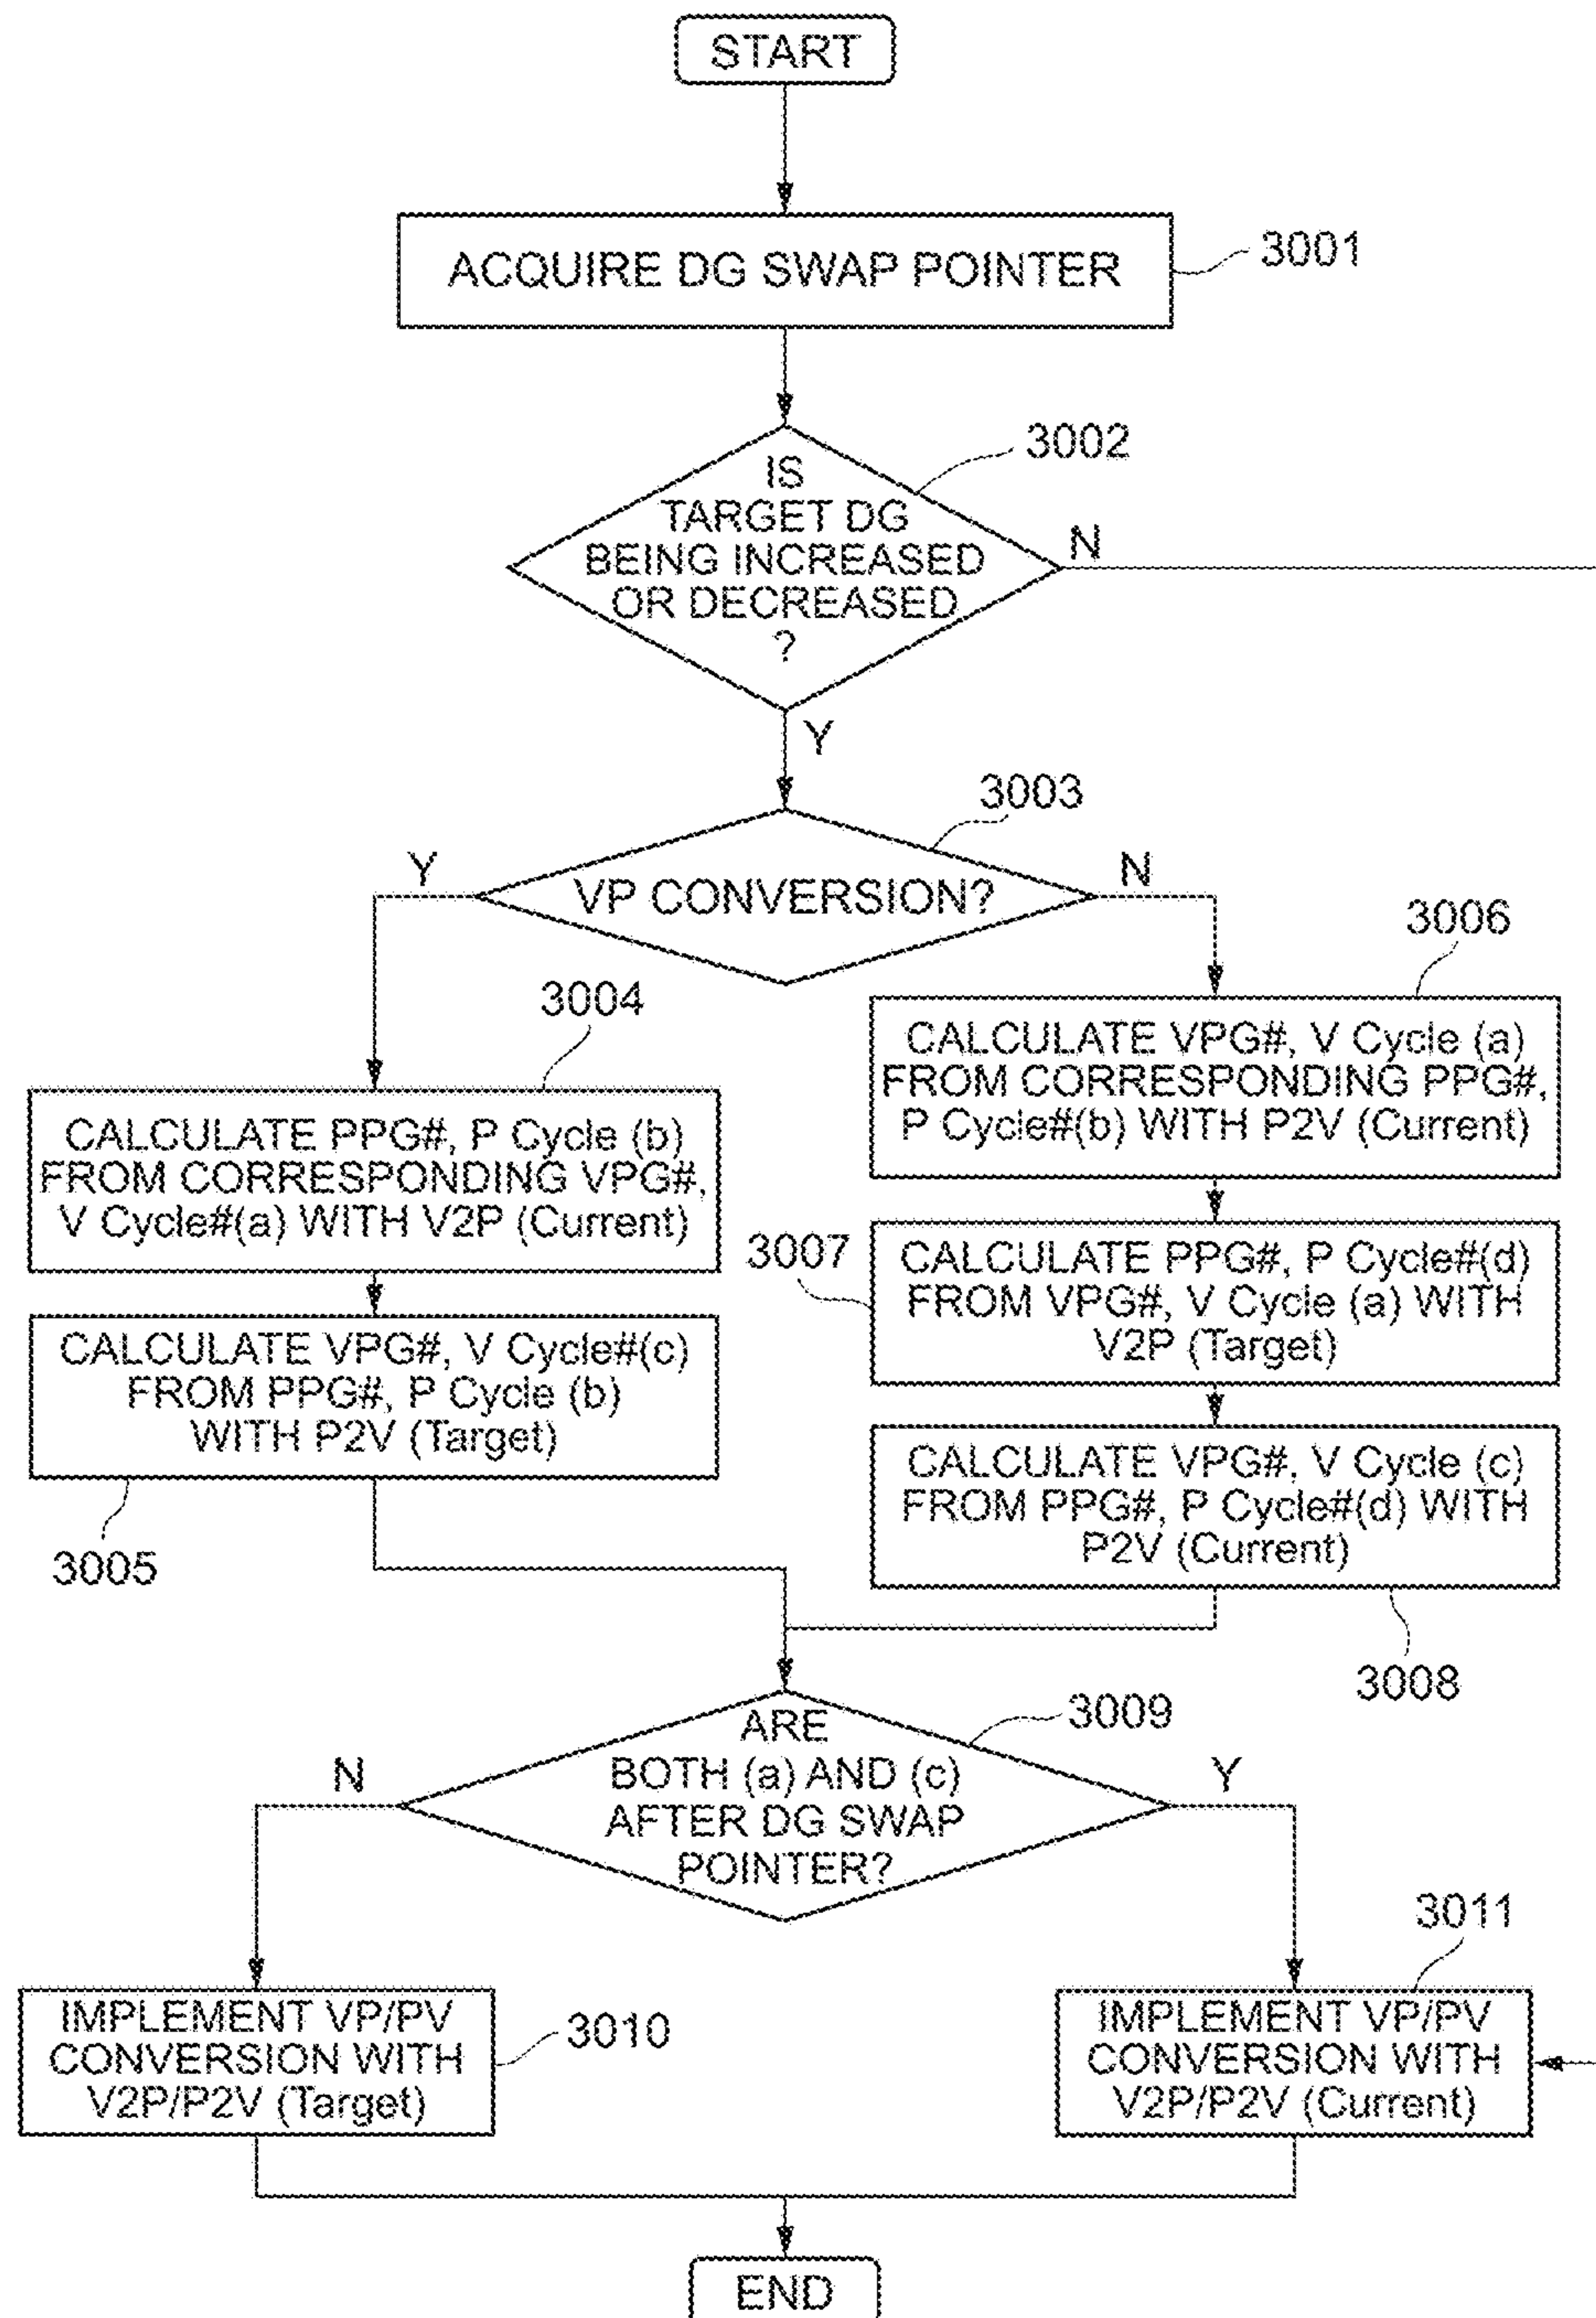 START
ACQUIRE DG SWAP POINTER
3001
3002
IS
TARGET DG
BEING INCREASED
OR DECREASED
?
N
Y
3003
Y
VP CONVERSION?
N
3006
3004
CALCULATE VPG#, V Cycle (a)
FROM CORRESPONDING PPG#,
P Cycle#(b) WITH P2V (Current)
CALCULATE PPG#, P Cycle (b)
FROM CORRESPONDING VPG#,
V Cycle#(a) WITH V2P (Current)
3007
CALCULATE PPG#, P Cycle#(d)
FROM VPG#, V Cycle (a) WITH
V2P (Target)
CALCULATE VPG#, V Cycle#(c)
FROM PPG#, P Cycle (b)
WITH P2V (Target)
3005
CALCULATE VPG#, V Cycle (c)
FROM PPG#, P Cycle#(d) WITH
P2V (Current)
3008
3009
ARE
BOTH (a) AND (c)
AFTER DG SWAP
POINTER?
N
Y
3011
IMPLEMENT VP/PV
CONVERSION WITH
V2P/P2V (Target)
3010
IMPLEMENT VP/PV
CONVERSION WITH
V2P/P2V (Current)
END